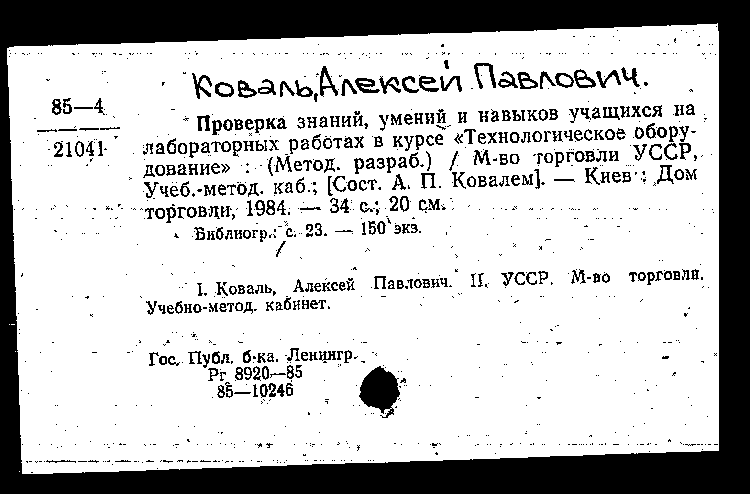 Коваль, Алексей Павлович.
85—4
21041
Проверка знаний, умений и навыков учащихся на
лабораторных работах в курсе «Технологическое обору-
дование» : (Метод. разраб.) / М-во торговли УССР,
Учеб.-метод. каб.; [Сост. А. П. Ковалем]. — Киев : Дом
торговли, 1984. — 34 с.; 20 см.
Библиогр.: с. 23. — 150 экз.
I. Коваль, Алексей Павлович. II. УССР. М-во торговли.
Учебно-метод. кабинет.
Гос. Публ. б-ка. Ленингр.
Рг 8920—85
85—10246